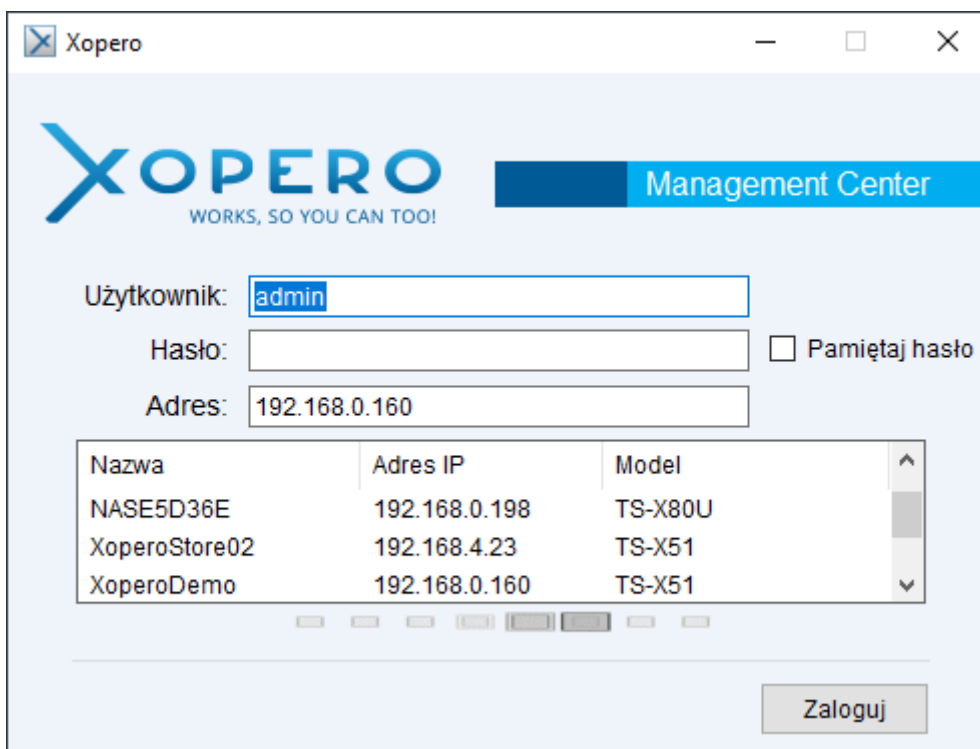 Xopero
XOPERO
WORKS, SO YOU CAN TOO!
Management Center
Użytkownik: admin
Hasło: Pamiętaj hasło
Adres: 192.168.0.160
Nazwa Adres IP Model
NASE5D36E 192.168.0.198 TS-X80U
XoperoStore02 192.168.4.23 TS-X51
XoperoDemo 192.168.0.160 TS-X51
Zaloguj